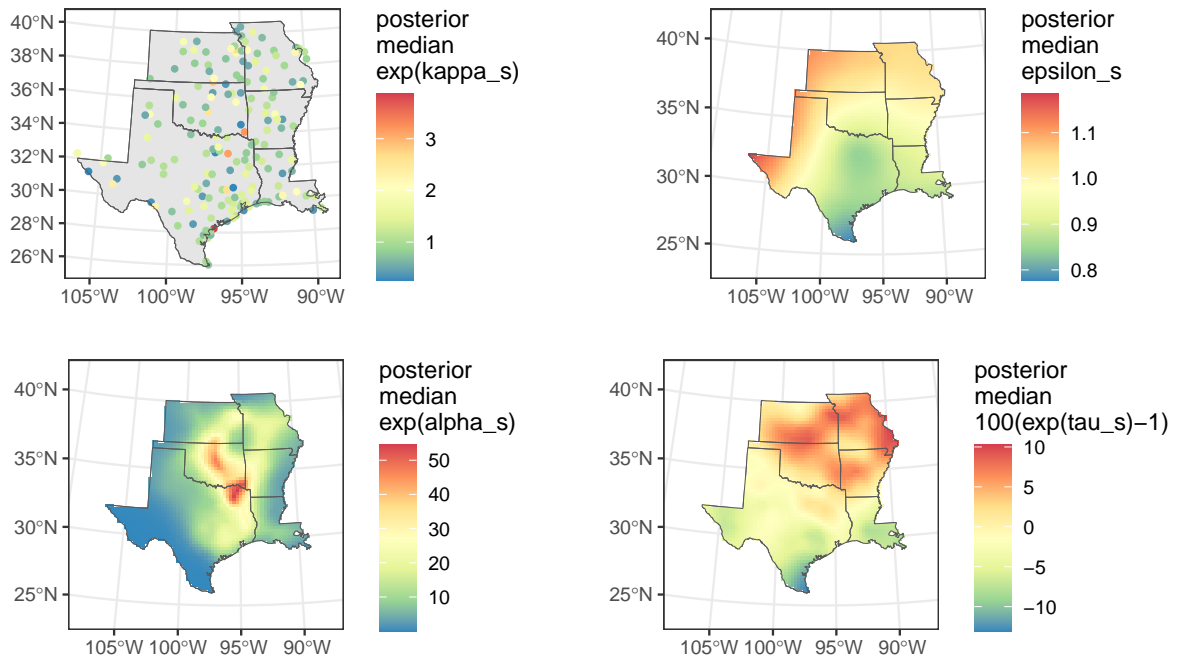 posterior
median
exp(kappa_s)
40°N
38°N
36°N
34°N
32°N
30°N
28°N
26°N
3
2
1
105°W 100°W 95°W 90°W
posterior
median
epsilon_s
40°N
35°N
30°N
25°N
1.1
1.0
0.9
0.8
105°W 100°W 95°W 90°W
posterior
median
exp(alpha_s)
40°N
35°N
30°N
25°N
50
40
30
20
10
105°W 100°W 95°W 90°W
posterior
median
100(exp(tau_s)−1)
40°N
35°N
30°N
25°N
10
5
0
−5
−10
105°W 100°W 95°W 90°W